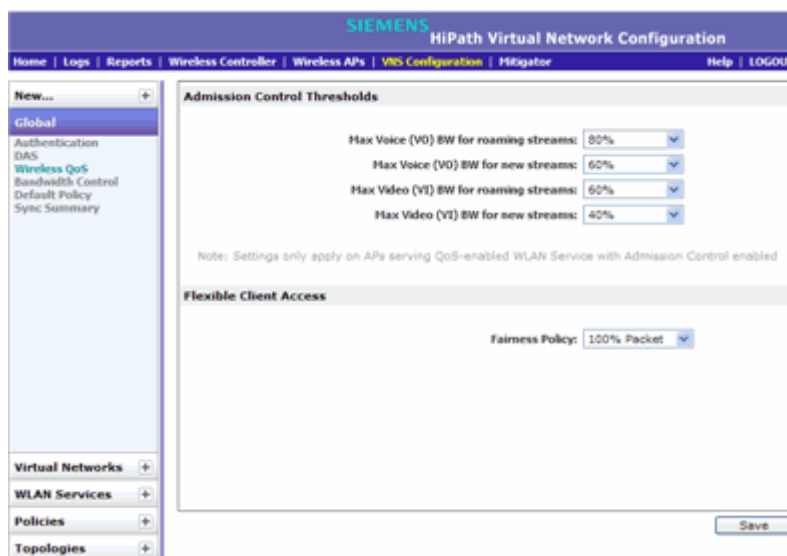 SIEMENS
HiPath Virtual Network Configuration
Home | Logs | Reports | Wireless Controller | Wireless APs | VNS Configuration | Mitigator Help | LOGOU
New... +
Global
Authentication
DAS
Wireless QoS
Bandwidth Control
Default Policy
Sync Summary
Virtual Networks +
WLAN Services +
Policies +
Topologies +
Admission Control Thresholds
Max Voice (VO) BW for roaming streams: 80%
Max Voice (VO) BW for new streams: 60%
Max Video (VI) BW for roaming streams: 60%
Max Video (VI) BW for new streams: 40%
Note: Settings only apply on APs serving QoS-enabled WLAN Service with Admission Control enabled
Flexible Client Access
Fairness Policy: 100% Packet
Save